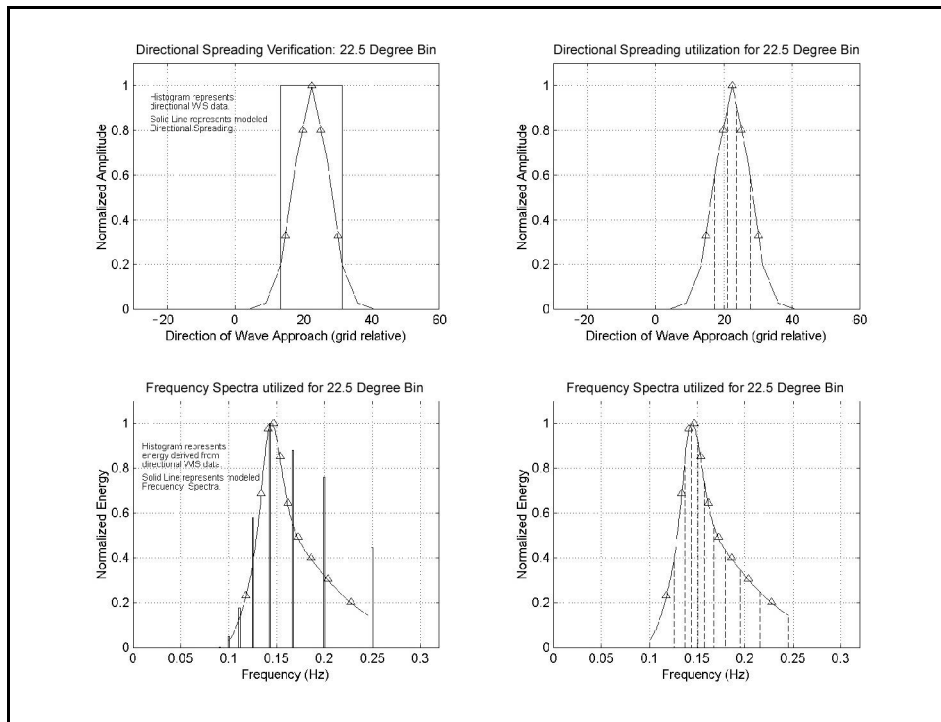 Directional Spreading Verification: 22.5 Degree Bin
1
0.8
0.6
0.4
0.2
0
Normalized Amplitude
Histogram represents
directional WIS data.
Solid Line represents modeled
Directional Spreading.
−20
0
20
40
60
Direction of Wave Approach (grid relative)
Directional Spreading utilization for 22.5 Degree Bin
1
0.8
0.6
0.4
0.2
0
Normalized Amplitude
−20
0
20
40
60
Direction of Wave Approach (grid relative)
Frequency Spectra utilized for 22.5 Degree Bin
1
0.8
0.6
0.4
0.2
0
Normalized Energy
Histogram represents
energy derived from
directional WIS data.
Solid Line represents modeled
Frequency Spectra.
0
0.05
0.1
0.15
0.2
0.25
0.3
Frequency (Hz)
Frequency Spectra utilized for 22.5 Degree Bin
1
0.8
0.6
0.4
0.2
0
Normalized Energy
0
0.05
0.1
0.15
0.2
0.25
0.3
Frequency (Hz)